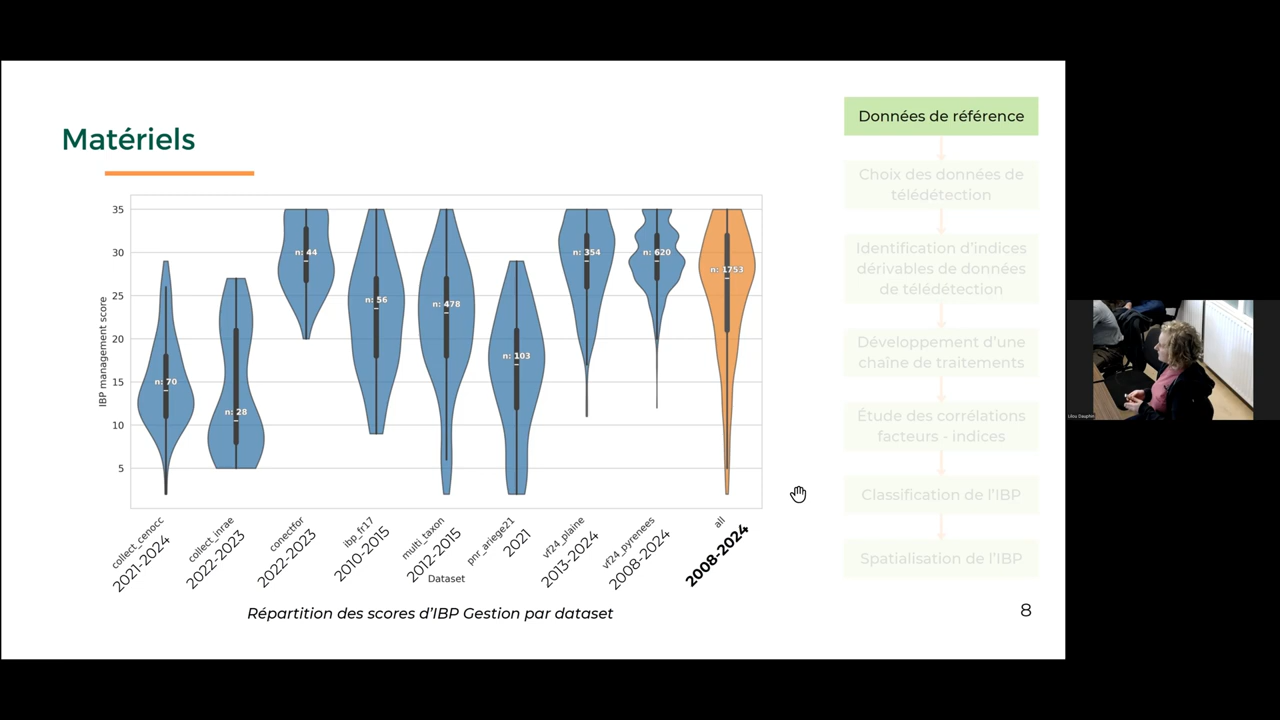 Matériels
Données de référence
Choix des données de
télédétection
Identification d'indices
dérivables de données
de télédétection
Développement d'une
chaîne de traitements
Étude des corrélations
facteurs - indices
Classification de l'IBP
Spatialisation de l'IBP
IBP management score
35
30
25
20
15
10
5
n: 70
n: 28
n: 44
n: 56
n: 478
n: 103
n: 354
n: 620
n: 1753
collect_cenocc
2021-2024
collect_inrae
2022-2023
conectfor
2022-2023
ibp_fr17
2010-2015
multi_taxon
2012-2015
pnr_ariege21
2021
vf24_plaine
2013-2024
vf24_pyrenees
2008-2024
all
2008-2024
Dataset
Répartition des scores d'IBP Gestion par dataset
8
Lilou Dauphin